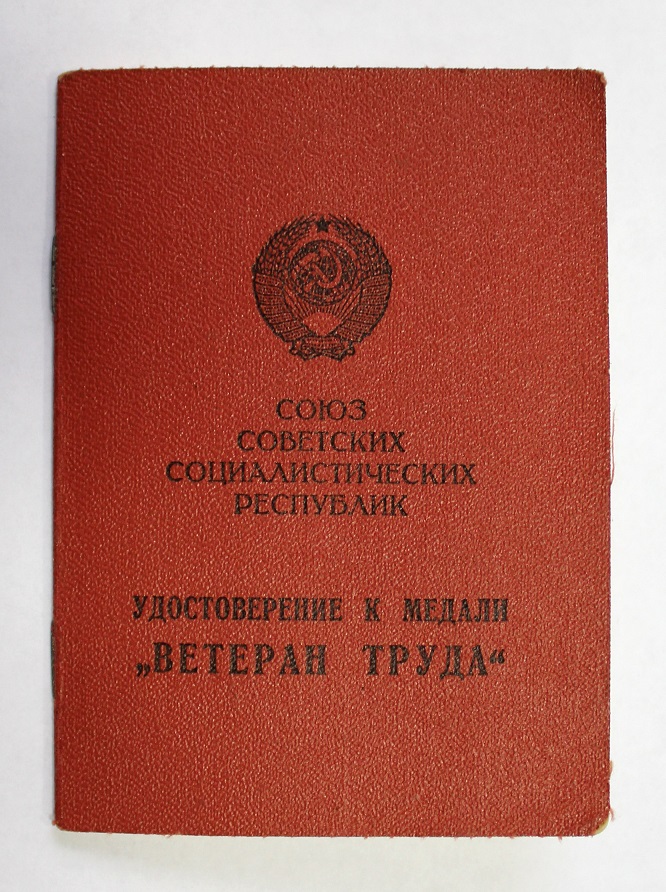 СОЮЗ
СОВЕТСКИХ
СОЦИАЛИСТИЧЕСКИХ
РЕСПУБЛИК
УДОСТОВЕРЕНИЕ К МЕДАЛИ
„ВЕТЕРАН ТРУДА“